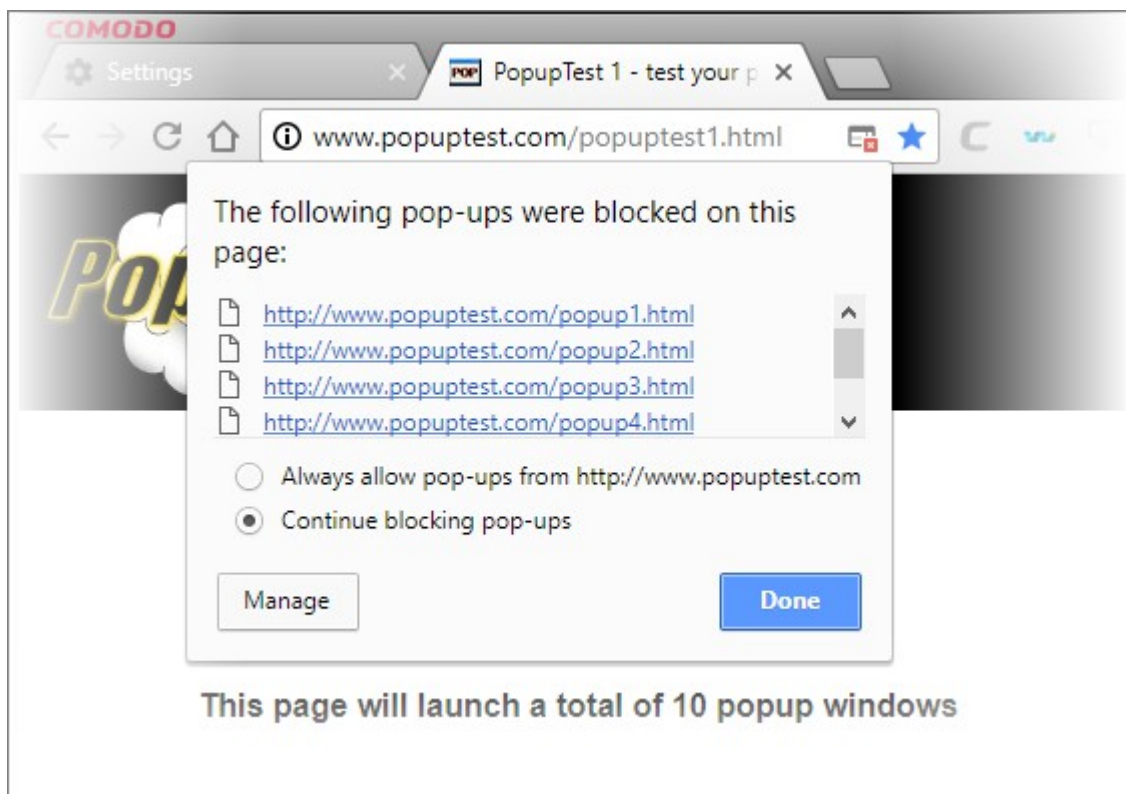 COMODO
Settings
PopupTest 1 - test your p
www.popuptest.com/popuptest1.html
The following pop-ups were blocked on this
page:
http://www.popuptest.com/popup1.html
http://www.popuptest.com/popup2.html
http://www.popuptest.com/popup3.html
http://www.popuptest.com/popup4.html
Always allow pop-ups from http://www.popuptest.com
Continue blocking pop-ups
Manage
Done
Pop
This page will launch a total of 10 popup windows